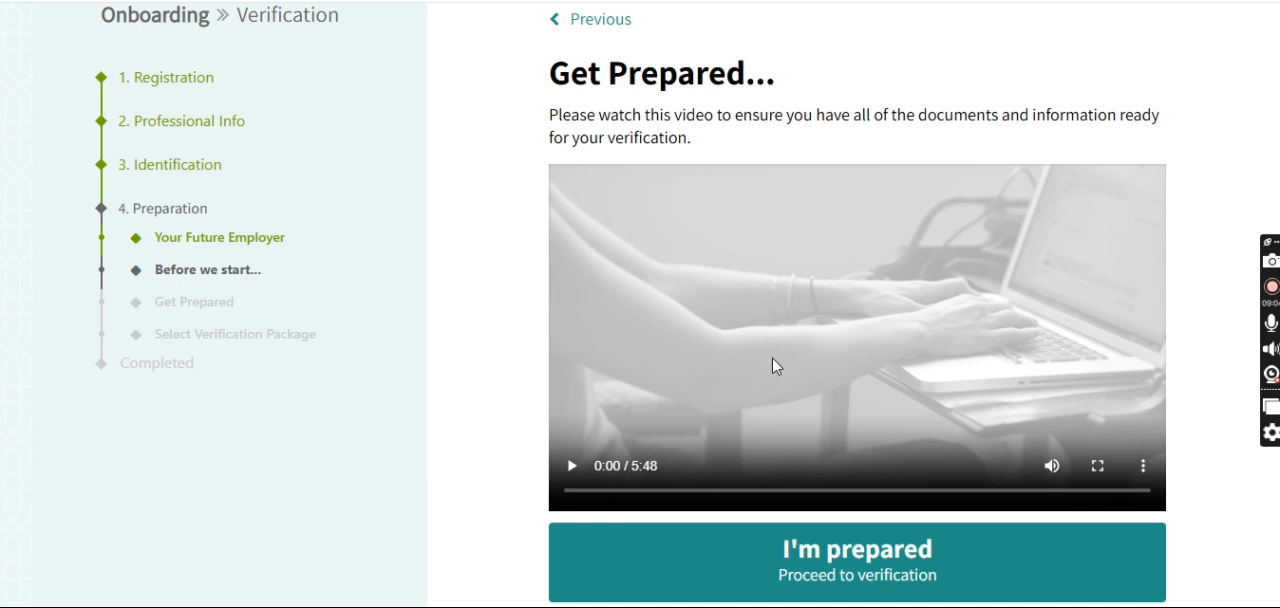 Onboarding » Verification
1. Registration
2. Professional Info
3. Identification
4. Preparation
Your Future Employer
Before we start...
Get Prepared
Select Verification Package
Completed
Previous
Get Prepared...
Please watch this video to ensure you have all of the documents and information ready
for your verification.
0:00 / 5:48
I'm prepared
Proceed to verification